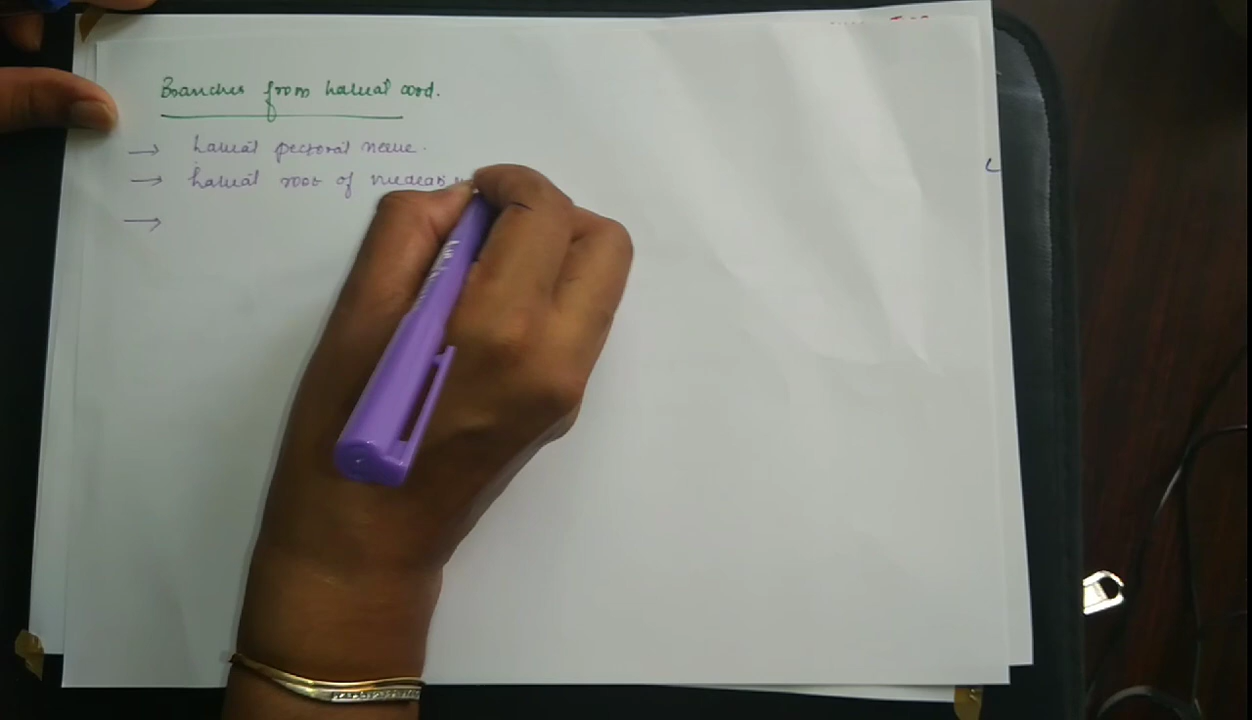 Branches from lateral cord.
→ lateral pectoral nerve.
→ lateral root of median
→